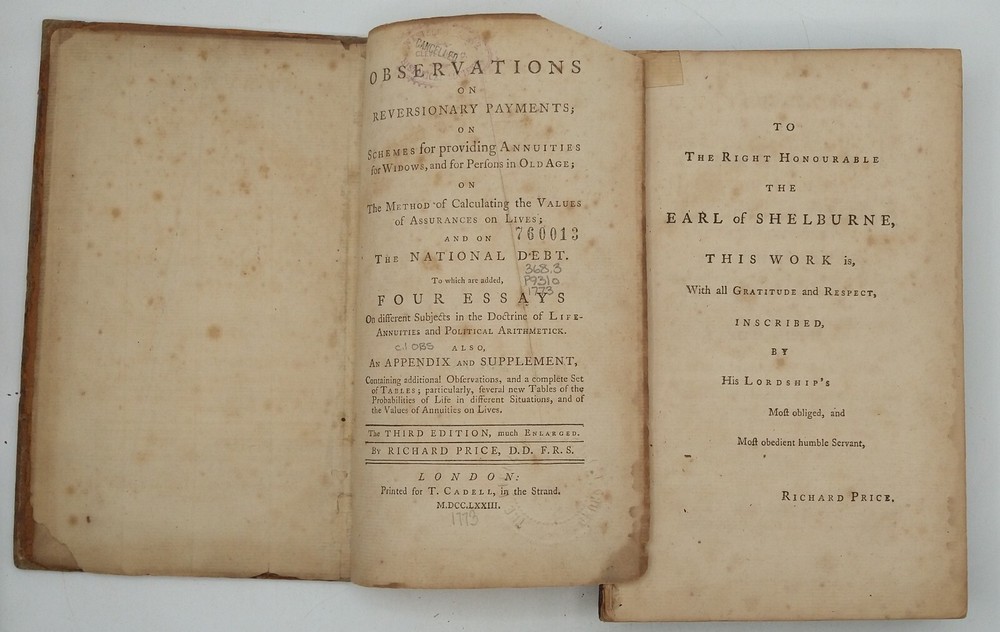 CANCELLED
OBSERVATIONS
ON
REVERSIONARY PAYMENTS;
ON
SCHEMES for providing ANNUITIES
for WIDOWS, and for Perſons in OLD AGE;
ON
The METHOD of Calculating the VALUES
of ASSURANCES on LIVES;
AND ON
760013
THE NATIONAL DEBT.
368.3
To which are added,
P931o
1773
FOUR ESSAYS
On different Subjects in the Doctrine of LIFE-
ANNUITIES and POLITICAL ARITHMETICK.
c.1 OBS
ALSO,
AN APPENDIX AND SUPPLEMENT,
Containing additional Obſervations, and a complete Set
of TABLES; particularly, ſeveral new Tables of the
Probabilities of Life in different Situations, and of
the Values of Annuities on Lives.
The THIRD EDITION, much ENLARGED.
By RICHARD PRICE, D.D. F.R.S.
LONDON:
Printed for T. CADELL, in the Strand.
M.DCC.LXXIII.
1773
TO
THE RIGHT HONOURABLE
THE
EARL of SHELBURNE,
THIS WORK is,
With all GRATITUDE and RESPECT,
INSCRIBED,
BY
His LORDSHIP's
Moſt obliged, and
Moſt obedient humble Servant,
RICHARD PRICE.